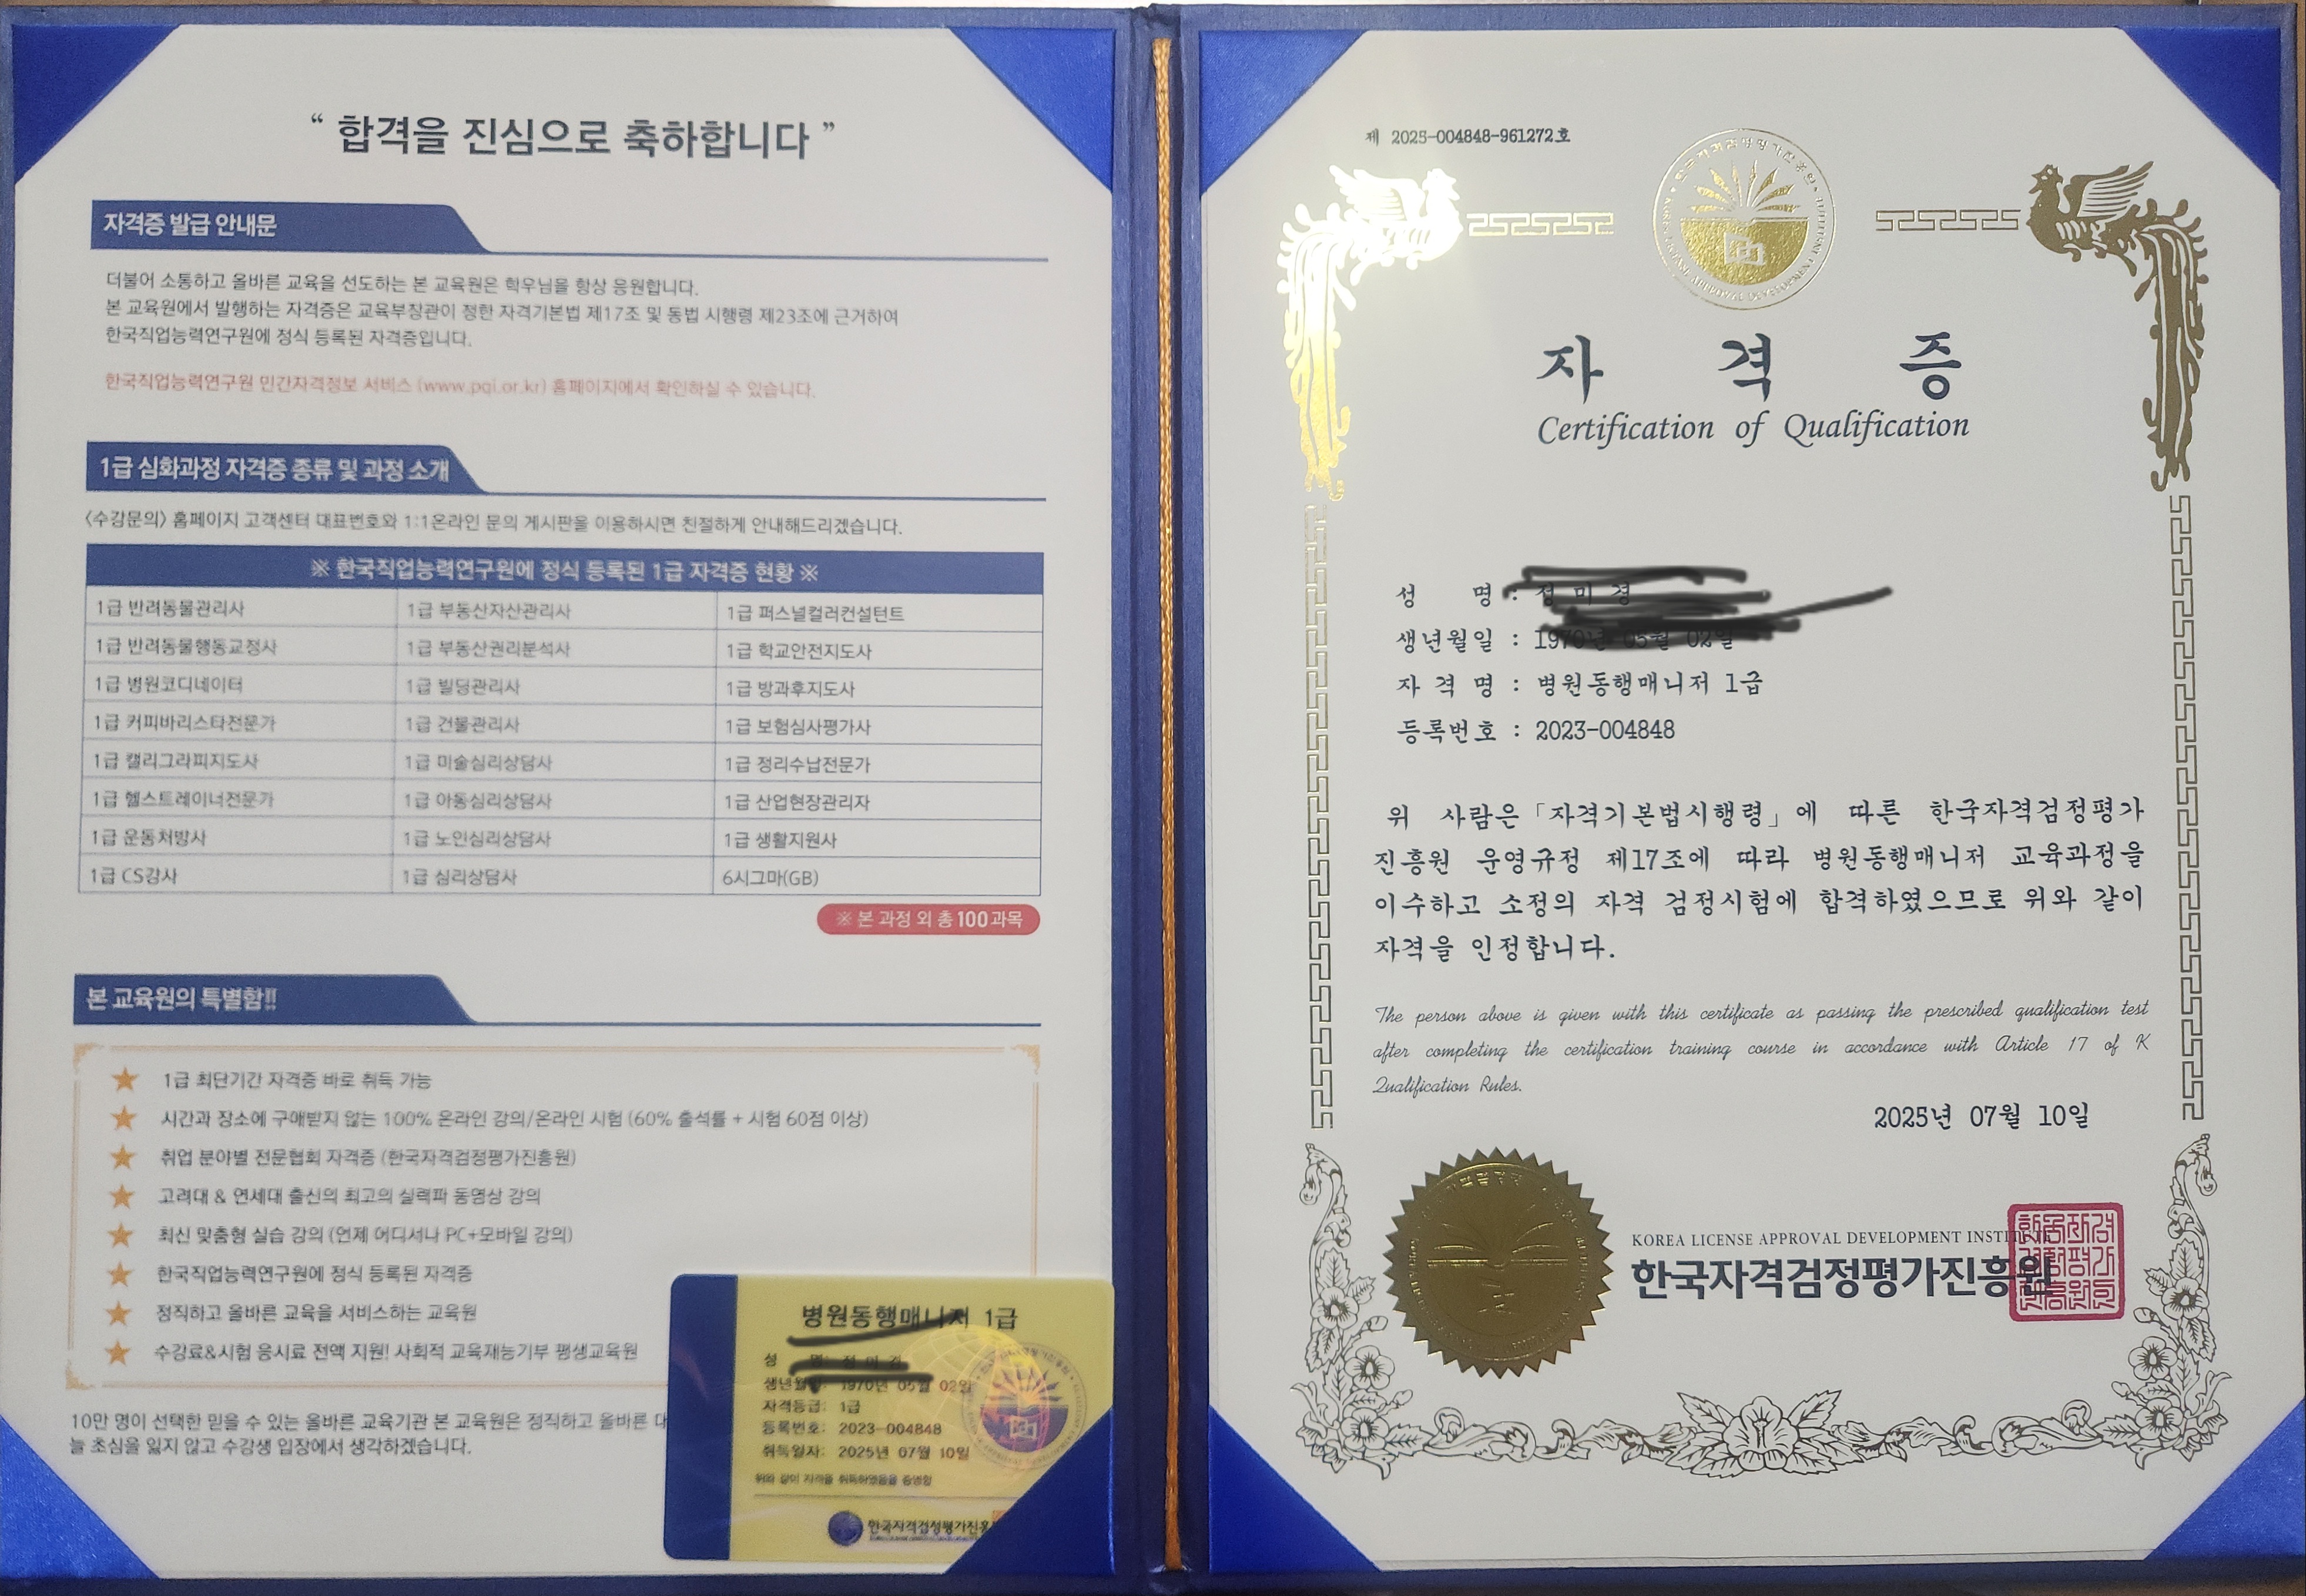 “ 합격을 진심으로 축하합니다 ”
자격증 발급 안내문
더불어 소통하고 올바른 교육을 선도하는 본 교육원은 학우님을 항상 응원합니다.
본 교육원에서 발행하는 자격증은 교육부장관이 정한 자격기본법 제17조 및 동법 시행령 제23조에 근거하여
한국직업능력연구원에 정식 등록된 자격증입니다.
한국직업능력연구원 민간자격정보 서비스 (www.pqi.or.kr) 홈페이지에서 확인하실 수 있습니다.
1급 심화과정 자격증 종류 및 과정 소개
<수강문의> 홈페이지 고객센터 대표번호와 1:1온라인 문의 게시판을 이용하시면 친절하게 안내해드리겠습니다.
※ 한국직업능력연구원에 정식 등록된 1급 자격증 현황 ※
1급 반려동물관리사 1급 부동산자산관리사 1급 퍼스널컬러컨설턴트
1급 반려동물행동교정사 1급 부동산권리분석사 1급 학교안전지도사
1급 병원코디네이터 1급 빌딩관리사 1급 방과후지도사
1급 커피바리스타전문가 1급 건물관리사 1급 보험심사평가사
1급 캘리그라피지도사 1급 미술심리상담사 1급 정리수납전문가
1급 헬스트레이너전문가 1급 아동심리상담사 1급 산업현장관리자
1급 운동처방사 1급 노인심리상담사 1급 생활지원사
1급 CS강사 1급 심리상담사 6시그마(GB)
※ 본 과정 외 총 100과목
본 교육원의 특별함!!
1급 최단기간 자격증 바로 취득 가능
시간과 장소에 구애받지 않는 100% 온라인 강의/온라인 시험 (60% 출석률 + 시험 60점 이상)
취업 분야별 전문협회 자격증 (한국자격검정평가진흥원)
고려대 & 연세대 출신의 최고의 실력파 동영상 강의
최신 맞춤형 실습 강의 (언제 어디서나 PC+모바일 강의)
한국직업능력연구원에 정식 등록된 자격증
정직하고 올바른 교육을 서비스하는 교육원
수강료&시험 응시료 전액 지원! 사회적 교육재능기부 평생교육원
10만 명이 선택한 믿을 수 있는 올바른 교육기관 본 교육원은 정직하고 올바른 대
늘 초심을 잃지 않고 수강생 입장에서 생각하겠습니다.
병원동행매니저 1급
성 명:
생년월일:
자격등급: 1급
등록번호: 2023-004848
취득일자: 2025년 07월 10일
위와 같이 자격을 취득하였음을 증명함
한국자격검정평가진흥
제 2025-004848-961272호
자 격 증
Certification of Qualification
성 명 :
생년월일 :
자 격 명 : 병원동행매니저 1급
등록번호 : 2023-004848
위 사람은 「자격기본법시행령」에 따른 한국자격검정평가
진흥원 운영규정 제17조에 따라 병원동행매니저 교육과정을
이수하고 소정의 자격 검정시험에 합격하였으므로 위와 같이
자격을 인정합니다.
The person above is given with this certificate as passing the prescribed qualification test
after completing the certification training course in accordance with Article 17 of K
Qualification Rules.
2025년 07월 10일
KOREA LICENSE APPROVAL DEVELOPMENT INSTITUTE
한국자격검정평가진흥원